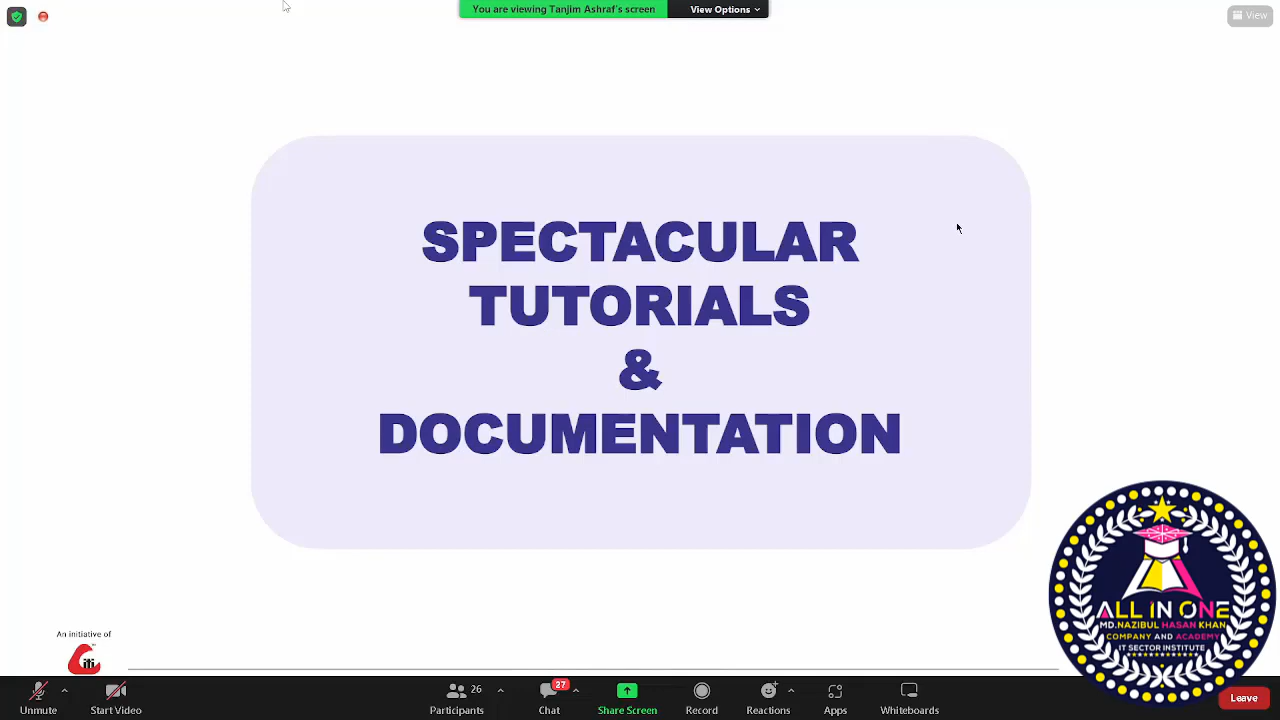 You are viewing Tanjim Ashraf's screen
View Options
View
SPECTACULAR
TUTORIALS
&
DOCUMENTATION
An initiative of
iti
ALL IN ONE
MD.NAZIBUL HASAN KHAN
COMPANY AND ACADEMY
IT SECTOR INSTITUTE
Unmute
Start Video
26
Participants
27
Chat
Share Screen
Record
Reactions
Apps
Whiteboards
Leave